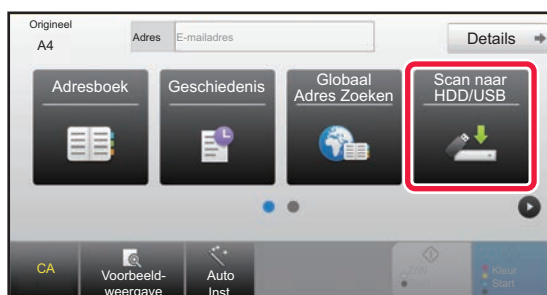 Origineel
A4
Adres E-mailadres
Details
Adresboek
Geschiedenis
Globaal
Adres Zoeken
Scan naar
HDD/USB
CA
Voorbeeld-
weergave
Auto
Inst.
Z/W
Start
Kleur
Start